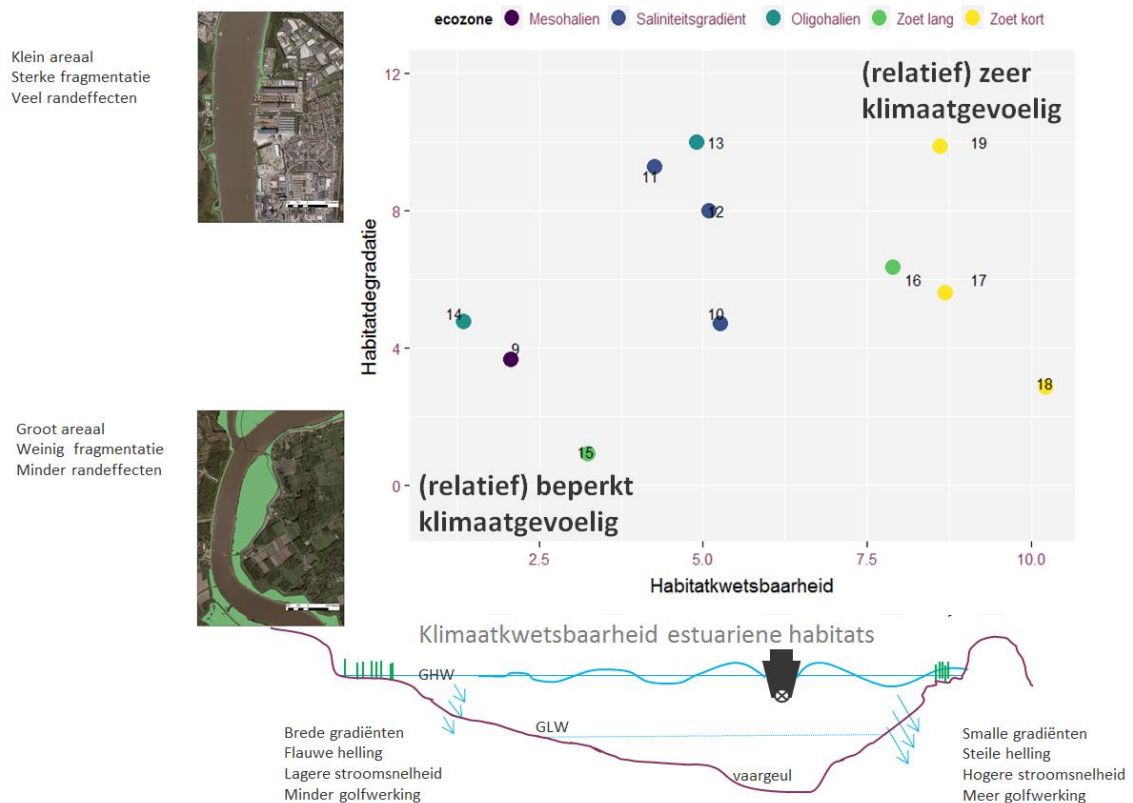 ecozone Mesohalien Saliniteitsgradiënt Oligohalien Zoet lang Zoet kort
Klein areaal
Sterke fragmentatie
Veel randeffecten
(relatief) zeer
klimaatgevoelig
12
13
19
11
8
12
16
17
14
10
4
9
18
15
0
Habitatdegradatie
Groot areaal
Weinig fragmentatie
Minder randeffecten
(relatief) beperkt
klimaatgevoelig
2.5 5.0 7.5 10.0
Habitatkwetsbaarheid
Klimaatkwetsbaarheid estuariene habitats
GHW
GLW
vaargeul
Brede gradiënten
Flauwe helling
Lagere stroomsnelheid
Minder golfwerking
Smalle gradiënten
Steile helling
Hogere stroomsnelheid
Meer golfwerking